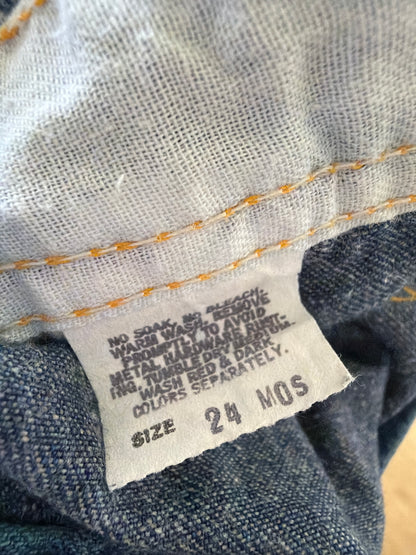 NO SOAK, NO BLEACH.
WARM WASH. REMOVE
PROMPTLY TO AVOID
METAL HARDWARE RUST-
ING. TUMBLE DRY MEDIUM.
WASH RED & DARK
COLORS SEPARATELY.
SIZE 24 MOS